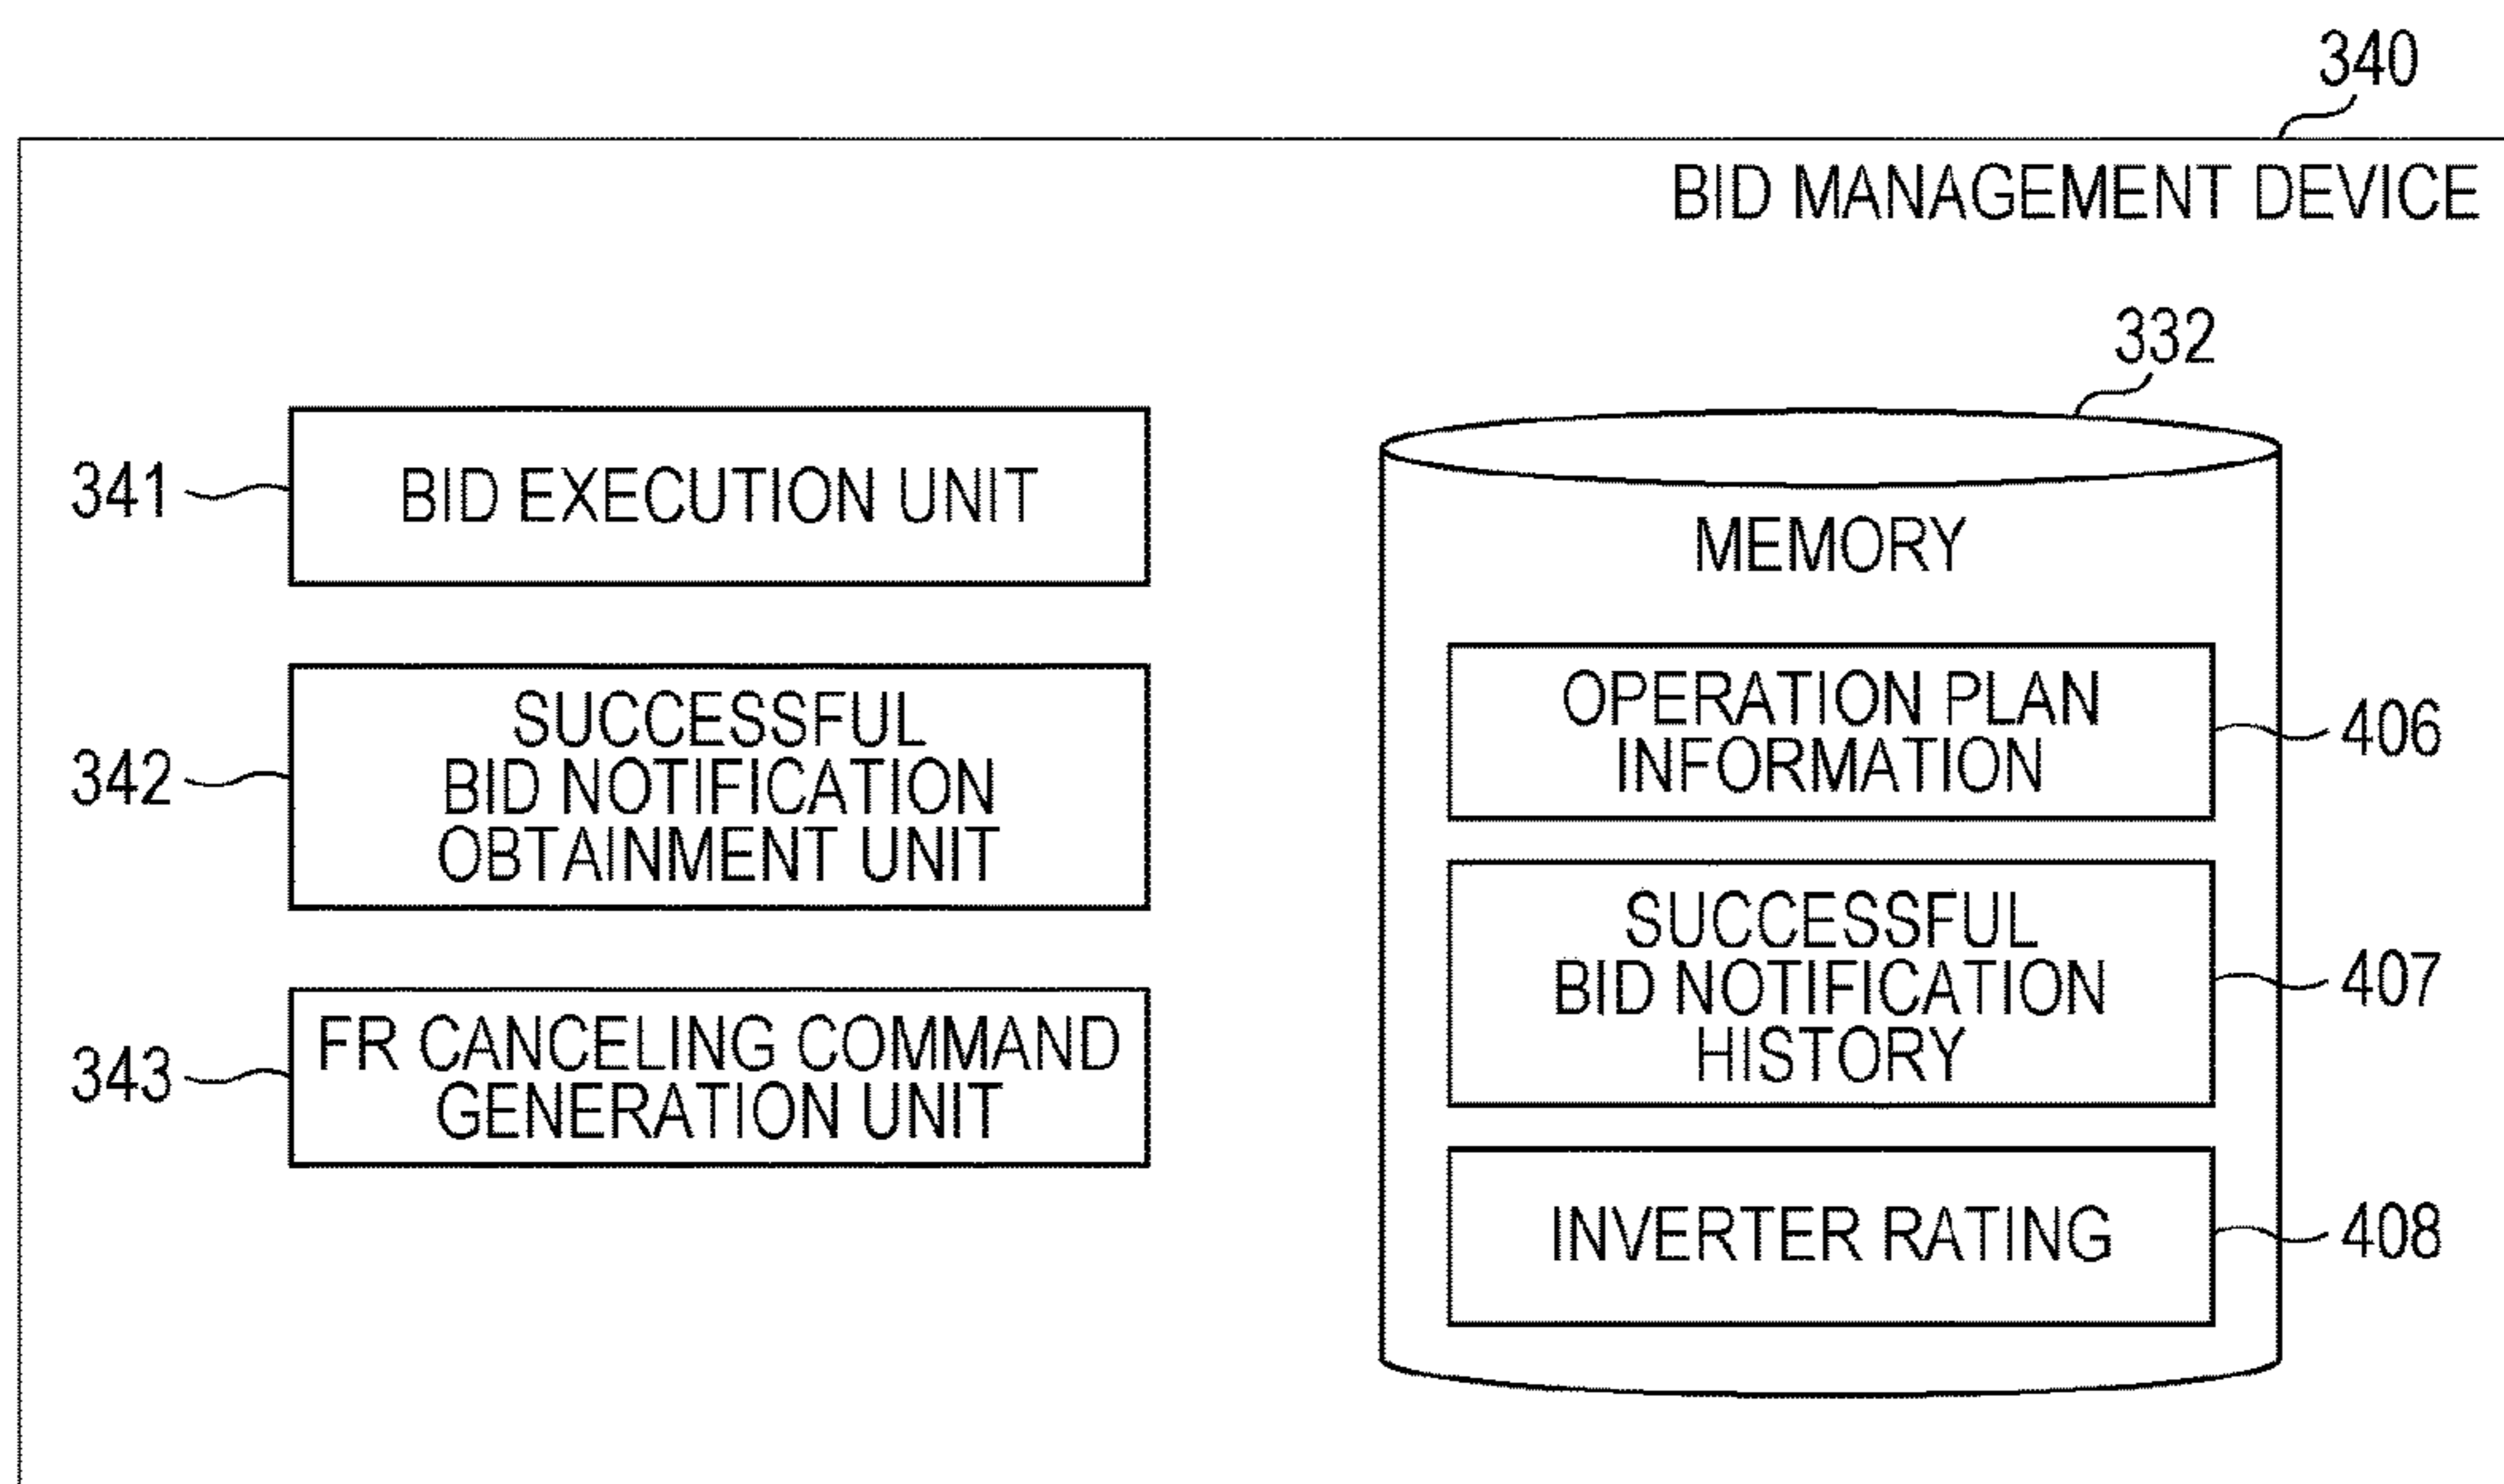 340
BID MANAGEMENT DEVICE
332
341
BID EXECUTION UNIT
MEMORY
342
SUCCESSFUL
BID NOTIFICATION
OBTAINMENT UNIT
343
FR CANCELING COMMAND
GENERATION UNIT
OPERATION PLAN
INFORMATION
406
SUCCESSFUL
BID NOTIFICATION
HISTORY
407
INVERTER RATING
408